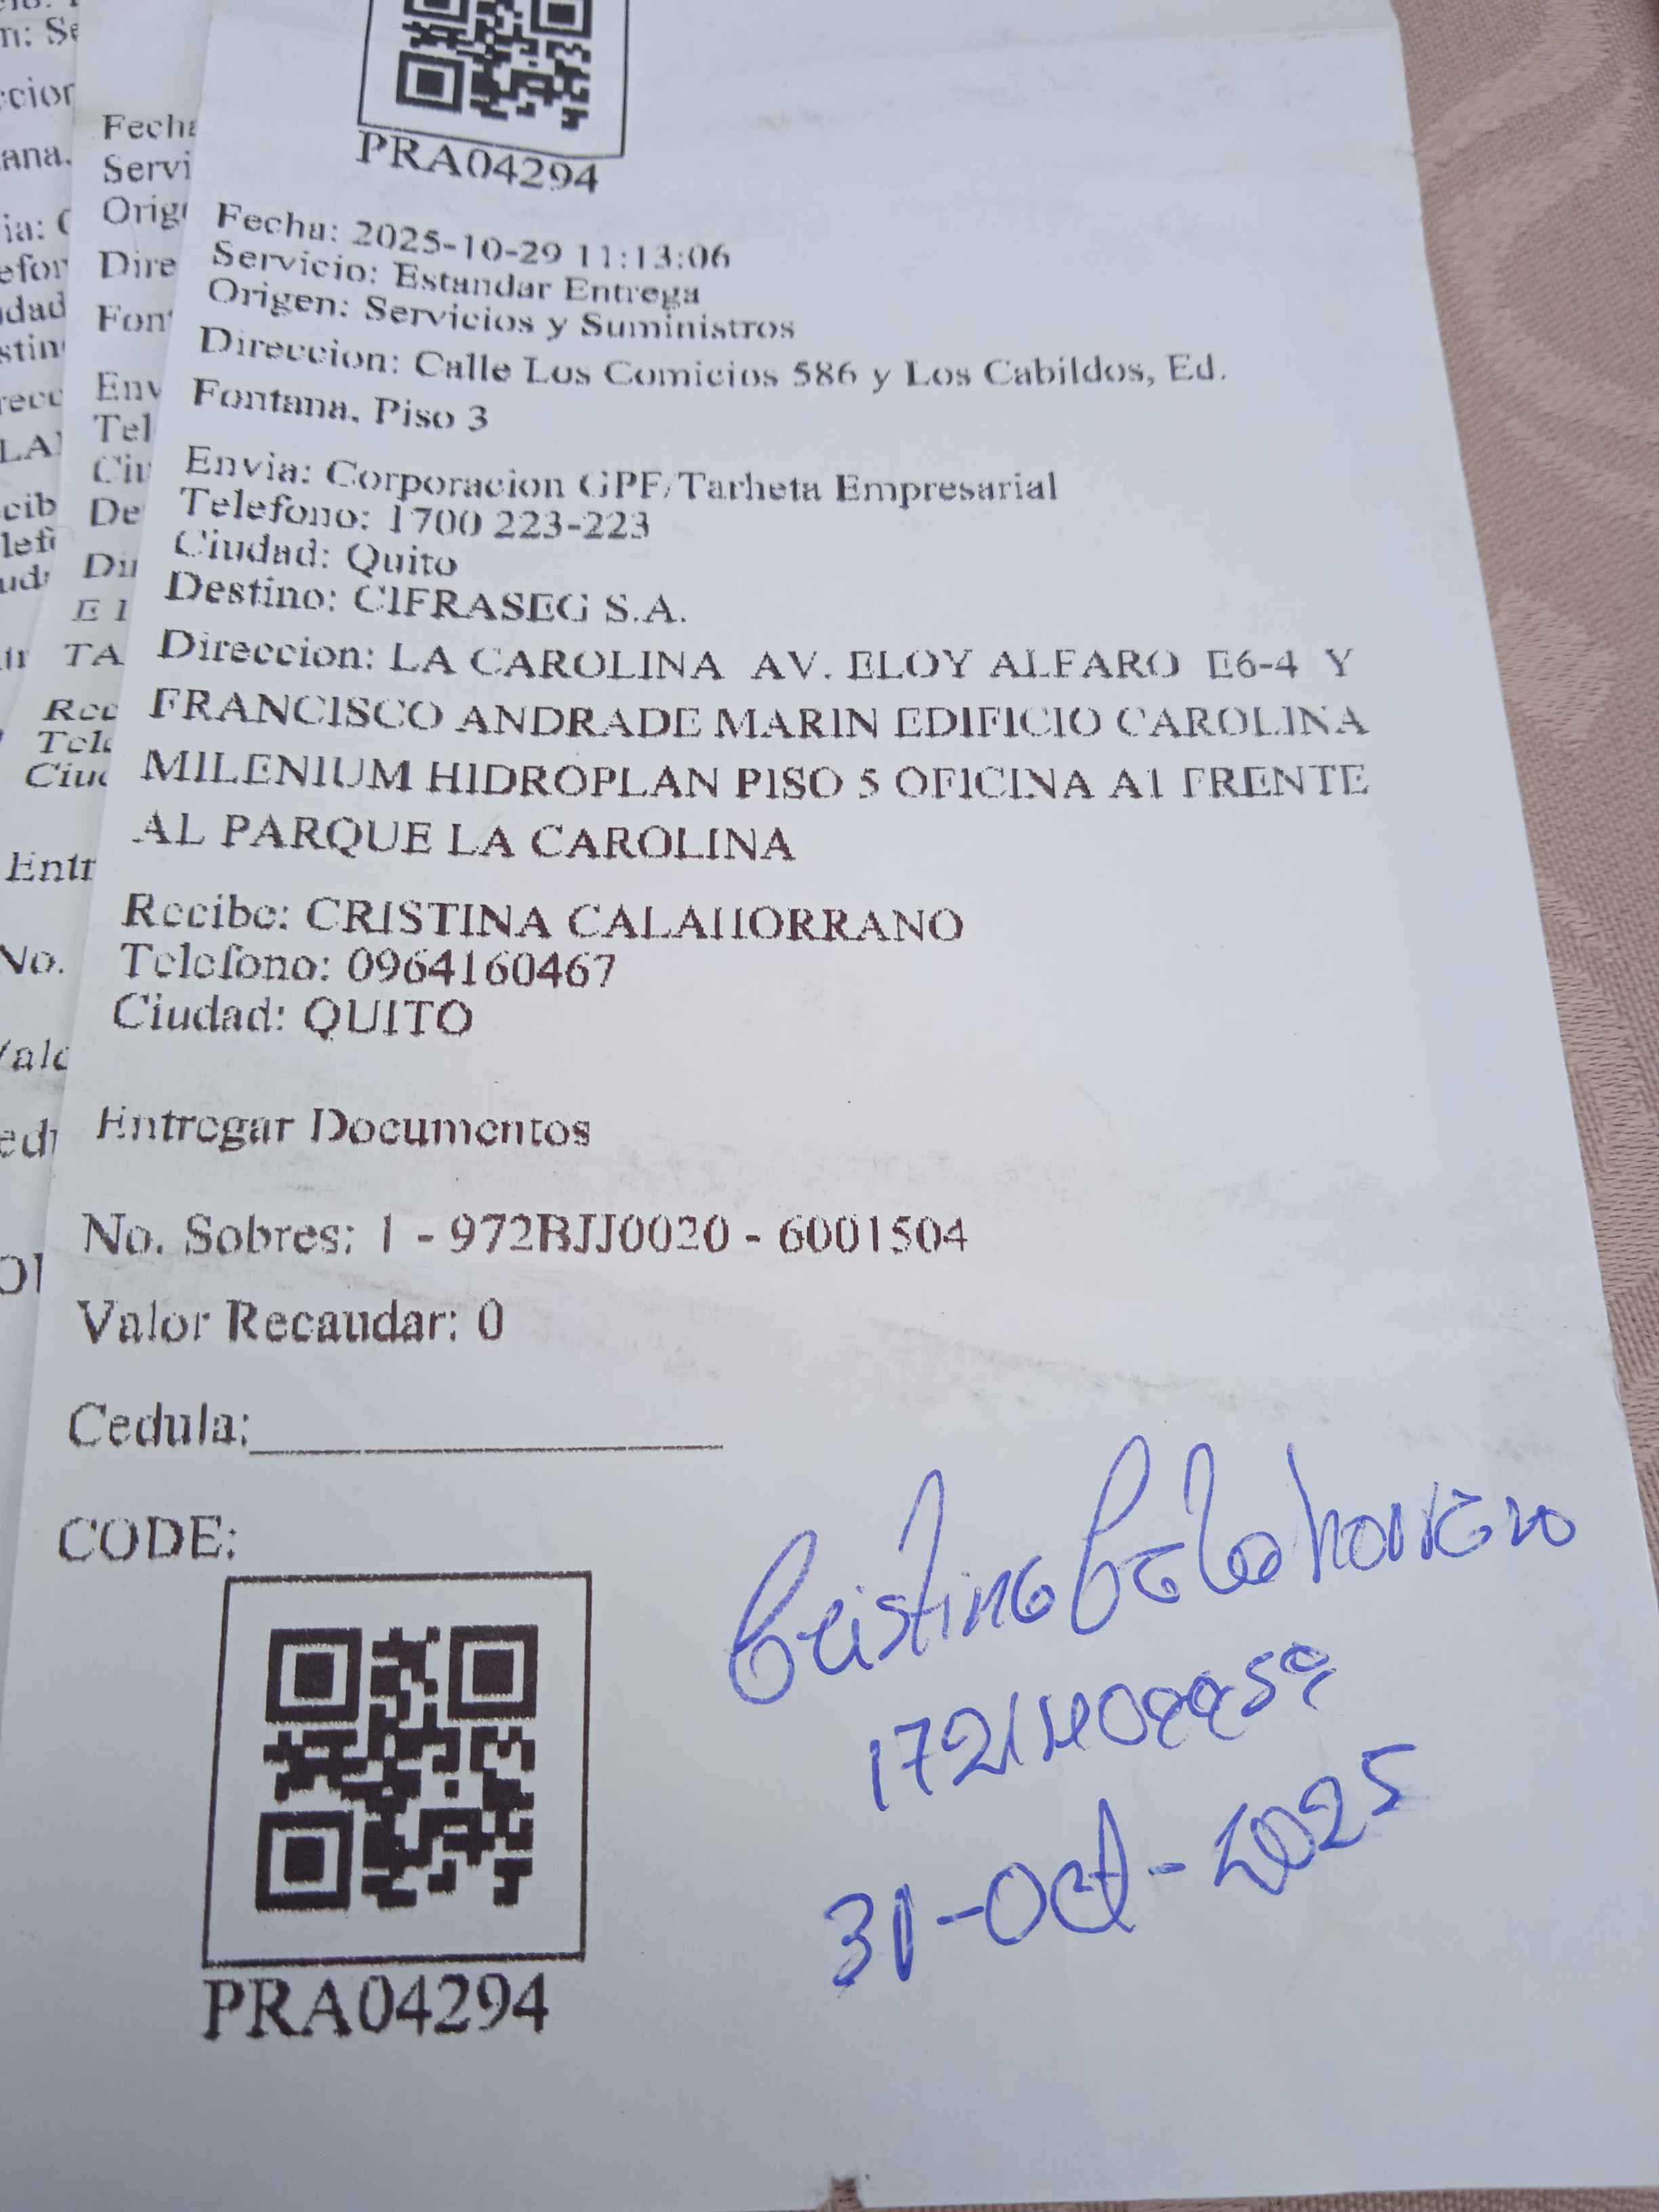 PRA04294
Fecha: 2025-10-29 11:13:06
Servicio: Estandar Entrega
Origen: Servicios y Suministros
Direccion: Calle Los Comicios 586 y Los Cabildos, Ed.
Fontana. Piso 3
Envia: Corporacion GPF/Tarheta Empresarial
Telefono: 1700 223-223
Ciudad: Quito
Destino: CIFRASEG S.A.
Direccion: LA CAROLINA AV. ELOY ALFARO E6-4 Y
FRANCISCO ANDRADE MARIN EDIFICIO CAROLINA
MILENIUM HIDROPLAN PISO 5 OFICINA A1 FRENTE
AL PARQUE LA CAROLINA
Recibe: CRISTINA CALAHORRANO
Telefono: 0964160467
Ciudad: QUITO
Entregar Documentos
No. Sobres: 1 - 972BJJ0020 - 6001504
Valor Recaudar: 0
Cedula:
CODE:
Cristina Calahorrano
31-Oct-2025
PRA04294